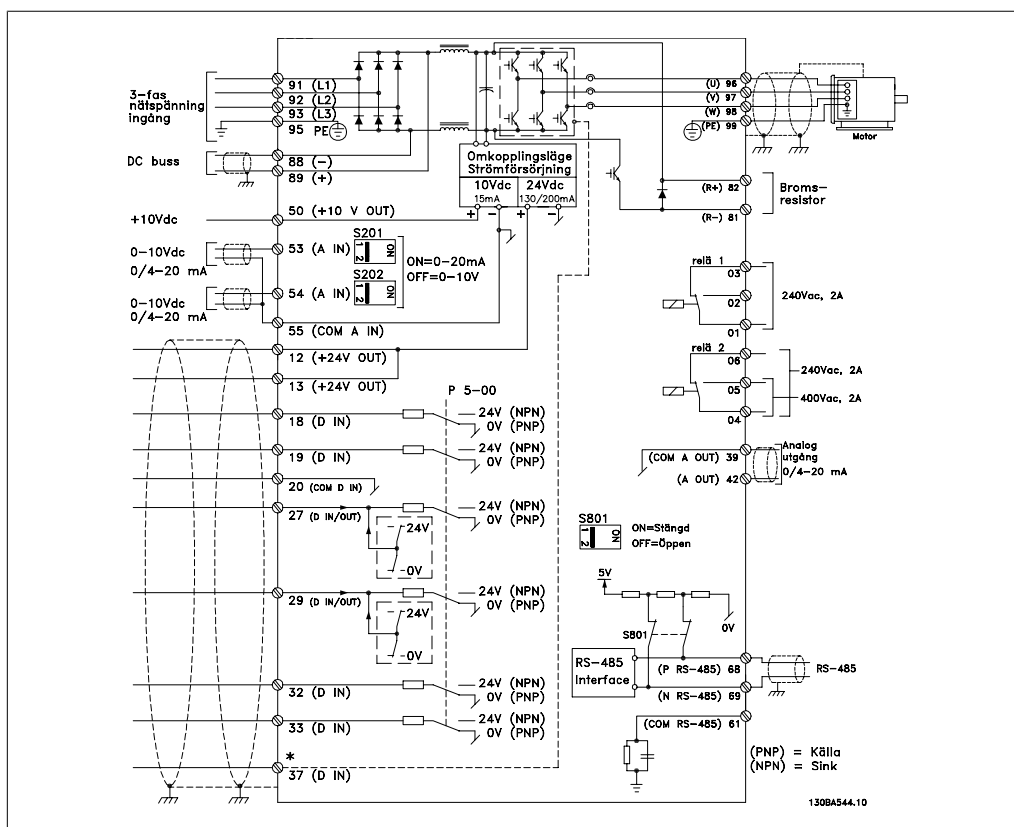 3-fas
nätspänning
ingång
91 (L1)
92 (L2)
93 (L3)
95 PE
DC buss
88 (-)
89 (+)
+10Vdc
50 (+10 V OUT)
0-10Vdc
0/4-20 mA
53 (A IN)
S201
1 2 ON
ON=0-20mA
OFF=0-10V
S202
1 2 ON
0-10Vdc
0/4-20 mA
54 (A IN)
55 (COM A IN)
12 (+24V OUT)
13 (+24V OUT)
P 5-00
18 (D IN)
24V (NPN)
0V (PNP)
19 (D IN)
24V (NPN)
0V (PNP)
20 (COM D IN)
27 (D IN/OUT)
24V (NPN)
0V (PNP)
24V
0V
29 (D IN/OUT)
24V (NPN)
0V (PNP)
24V
0V
32 (D IN)
24V (NPN)
0V (PNP)
33 (D IN)
24V (NPN)
0V (PNP)
*
37 (D IN)
Omkopplingsläge
Strömförsörjning
10Vdc
15mA
24Vdc
130/200mA
+ - + -
(U) 96
(V) 97
(W) 98
(PE) 99
Motor
(R+) 82
(R-) 81
Broms-
resistor
relä 1
03
02
01
240Vac, 2A
relä 2
06
05
04
240Vac, 2A
400Vac, 2A
(COM A OUT) 39
(A OUT) 42
Analog
utgång
0/4-20 mA
S801
1 2 ON
ON=Stängd
OFF=Öppen
5V
0V
S801
RS-485
Interface
(P RS-485) 68
(N RS-485) 69
RS-485
(COM RS-485) 61
(PNP) = Källa
(NPN) = Sink
130BA544.10